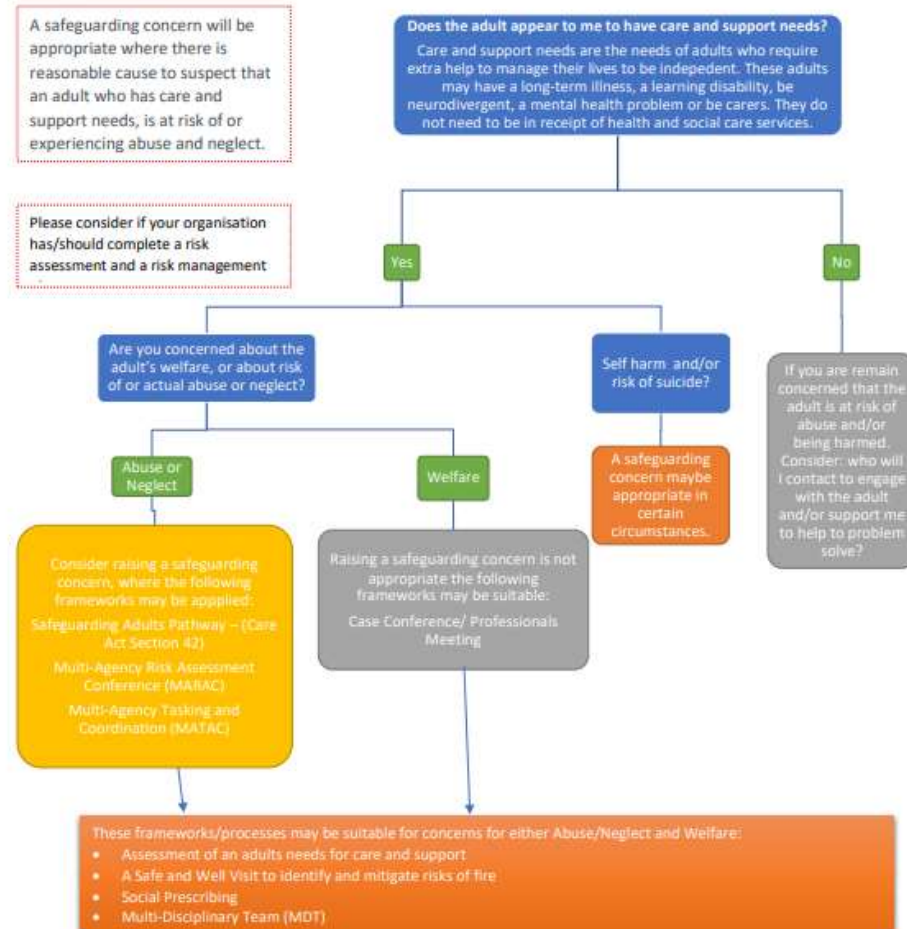 A safeguarding concern will be
appropriate where there is
reasonable cause to suspect that
an adult who has care and
support needs, is at risk of or
experiencing abuse and neglect.
Does the adult appear to me to have care and support needs?
Care and support needs are the needs of adults who require
extra help to manage their lives to be indepedent. These adults
may have a long-term illness, a learning disability, be
neurodivergent, a mental health problem or be carers. They do
not need to be in receipt of health and social care services.
Please consider if your organisation
has/should complete a risk
assessment and a risk management
Yes
No
Are you concerned about the
adult's welfare, or about risk
of or actual abuse or neglect?
Self harm and/or
risk of suicide?
If you are remain
concerned that the
adult is at risk of
abuse and/or
being harmed.
Consider: who will
I contact to engage
with the adult
and/or support me
to help to problem
solve?
Abuse or
Neglect
Welfare
A safeguarding
concern maybe
appropriate in
certain
circumstances.
Consider raising a safeguarding
concern, where the following
frameworks may be appplied:
Safeguarding Adults Pathway – (Care
Act Section 42)
Multi-Agency Risk Assessment
Conference (MARAC)
Multi-Agency Tasking and
Coordination (MATAC)
Raising a safeguarding concern is not
appropriate the following
frameworks may be suitable:
Case Conference/ Professionals
Meeting
These frameworks/processes may be suitable for concerns for either Abuse/Neglect and Welfare:
• Assessment of an adults needs for care and support
• A Safe and Well Visit to identify and mitigate risks of fire
• Social Prescribing
• Multi-Disciplinary Team (MDT)